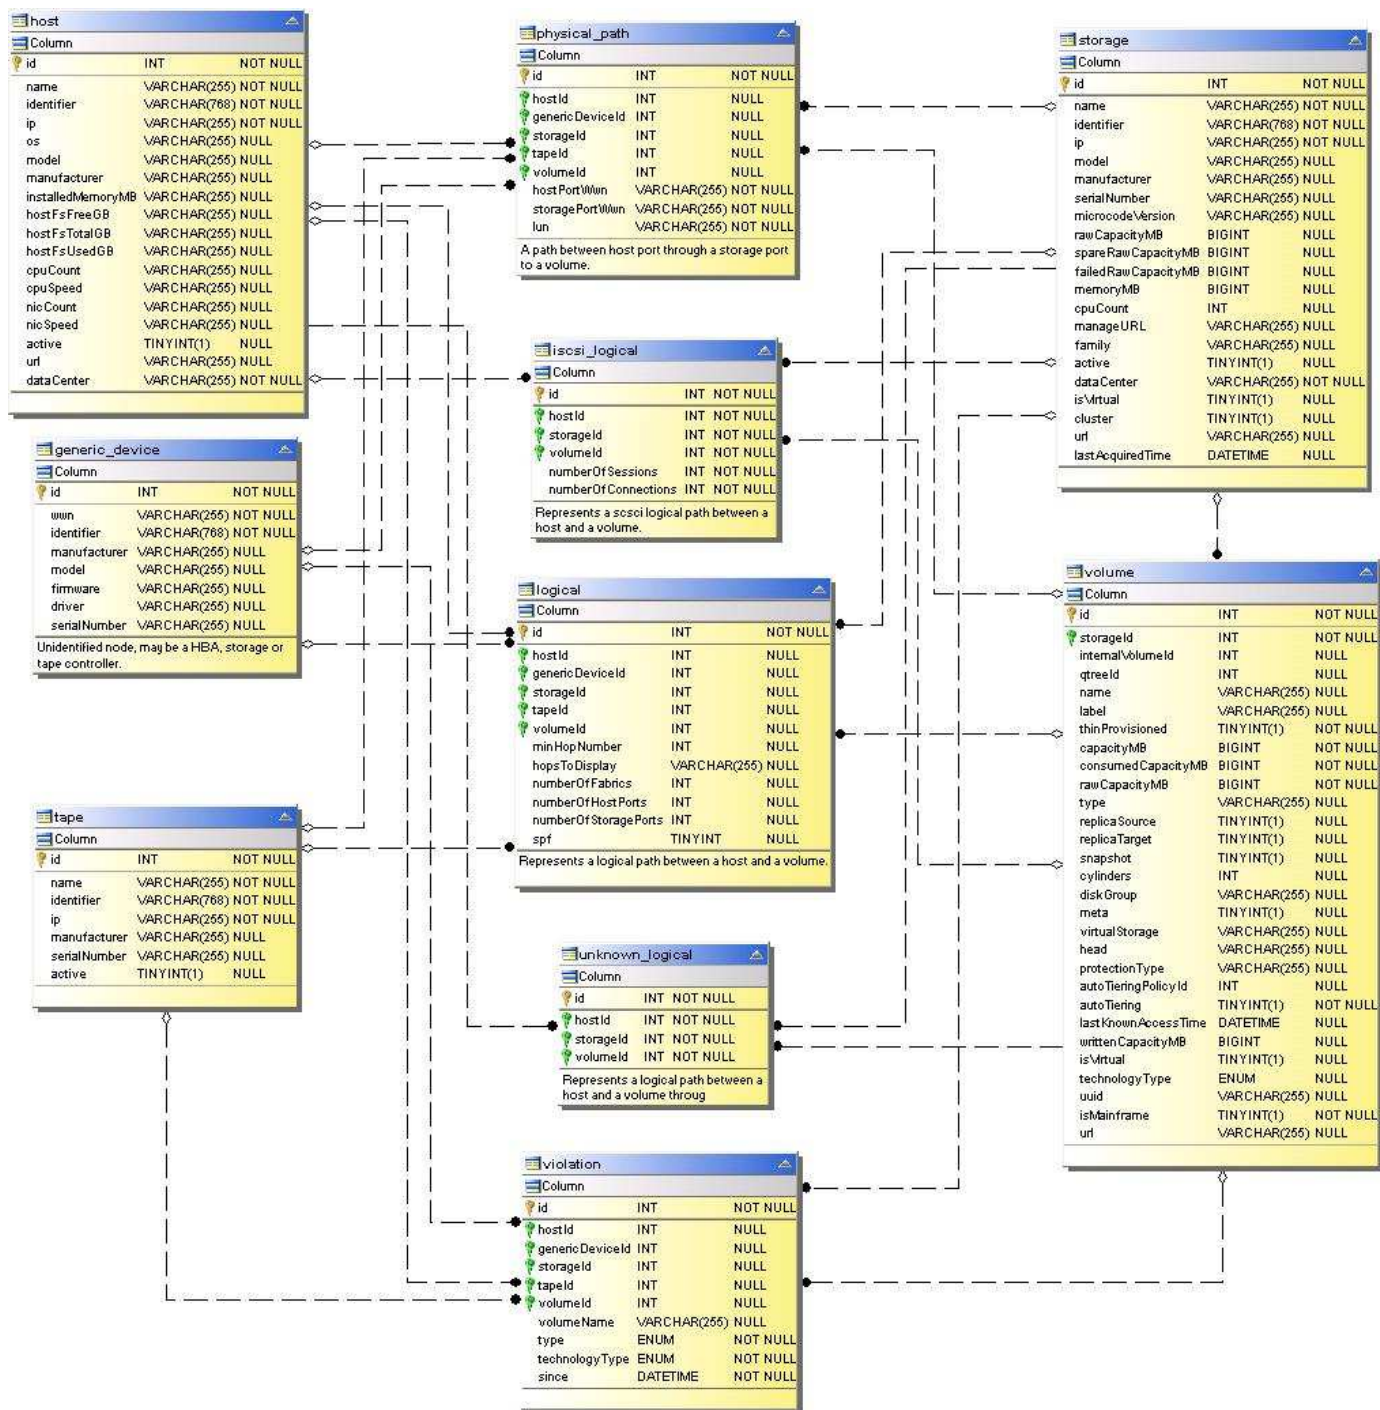 host
Column
id INT NOT NULL
name VARCHAR(255) NOT NULL
identifier VARCHAR(768) NOT NULL
ip VARCHAR(255) NOT NULL
os VARCHAR(255) NULL
model VARCHAR(255) NULL
manufacturer VARCHAR(255) NULL
installedMemoryMB VARCHAR(255) NULL
hostFsFreeGB VARCHAR(255) NULL
hostFsTotalGB VARCHAR(255) NULL
hostFsUsedGB VARCHAR(255) NULL
cpuCount VARCHAR(255) NULL
cpuSpeed VARCHAR(255) NULL
nicCount VARCHAR(255) NULL
nicSpeed VARCHAR(255) NULL
active TINYINT(1) NULL
url VARCHAR(255) NULL
dataCenter VARCHAR(255) NOT NULL
generic_device
Column
id INT NOT NULL
wwn VARCHAR(255) NOT NULL
identifier VARCHAR(768) NOT NULL
manufacturer VARCHAR(255) NULL
model VARCHAR(255) NULL
firmware VARCHAR(255) NULL
driver VARCHAR(255) NULL
serialNumber VARCHAR(255) NULL
Unidentified node, may be a HBA, storage or
tape controller.
tape
Column
id INT NOT NULL
name VARCHAR(255) NOT NULL
identifier VARCHAR(768) NOT NULL
ip VARCHAR(255) NOT NULL
manufacturer VARCHAR(255) NULL
serialNumber VARCHAR(255) NULL
active TINYINT(1) NULL
physical_path
Column
id INT NOT NULL
hostId INT NULL
genericDeviceId INT NULL
storageId INT NULL
tapeId INT NULL
volumeId INT NULL
hostPortWwn VARCHAR(255) NOT NULL
storagePortWwn VARCHAR(255) NOT NULL
lun VARCHAR(255) NOT NULL
A path between host port through a storage port
to a volume.
iscsi_logical
Column
id INT NOT NULL
hostId INT NOT NULL
storageId INT NOT NULL
volumeId INT NOT NULL
numberOfSessions INT NOT NULL
numberOfConnections INT NOT NULL
Represents a scsci logical path between a
host and a volume.
logical
Column
id INT NOT NULL
hostId INT NULL
genericDeviceId INT NULL
storageId INT NULL
tapeId INT NULL
volumeId INT NULL
minHopNumber INT NULL
hopsToDisplay VARCHAR(255) NULL
numberOfFabrics INT NULL
numberOfHostPorts INT NULL
numberOfStoragePorts INT NULL
spf TINYINT NULL
Represents a logical path between a host and a volume.
unknown_logical
Column
id INT NOT NULL
hostId INT NOT NULL
storageId INT NOT NULL
volumeId INT NOT NULL
Represents a logical path between a
host and a volume throug
violation
Column
id INT NOT NULL
hostId INT NULL
genericDeviceId INT NULL
storageId INT NULL
tapeId INT NULL
volumeId INT NULL
volumeName VARCHAR(255) NULL
type ENUM NOT NULL
technologyType ENUM NOT NULL
since DATETIME NOT NULL
storage
Column
id INT NOT NULL
name VARCHAR(255) NOT NULL
identifier VARCHAR(768) NOT NULL
ip VARCHAR(255) NOT NULL
model VARCHAR(255) NULL
manufacturer VARCHAR(255) NULL
serialNumber VARCHAR(255) NULL
microcodeVersion VARCHAR(255) NULL
rawCapacityMB BIGINT NULL
spareRawCapacityMB BIGINT NULL
failedRawCapacityMB BIGINT NULL
memoryMB BIGINT NULL
cpuCount INT NULL
manageURL VARCHAR(255) NULL
family VARCHAR(255) NULL
active TINYINT(1) NULL
dataCenter VARCHAR(255) NOT NULL
isVirtual TINYINT(1) NULL
cluster TINYINT(1) NULL
url VARCHAR(255) NULL
lastAcquiredTime DATETIME NULL
volume
Column
id INT NOT NULL
storageId INT NOT NULL
internalVolumeId INT NULL
qtreeId INT NULL
name VARCHAR(255) NULL
label VARCHAR(255) NULL
thinProvisioned TINYINT(1) NOT NULL
capacityMB BIGINT NOT NULL
consumedCapacityMB BIGINT NOT NULL
rawCapacityMB BIGINT NOT NULL
type VARCHAR(255) NULL
replicaSource TINYINT(1) NULL
replicaTarget TINYINT(1) NULL
snapshot TINYINT(1) NULL
cylinders INT NULL
diskGroup VARCHAR(255) NULL
meta TINYINT(1) NULL
virtualStorage VARCHAR(255) NULL
head VARCHAR(255) NULL
protectionType VARCHAR(255) NULL
autoTieringPolicyId INT NULL
autoTiering TINYINT(1) NOT NULL
lastKnownAccessTime DATETIME NULL
writtenCapacityMB BIGINT NULL
isVirtual TINYINT(1) NULL
technologyType ENUM NULL
uuid VARCHAR(255) NULL
isMainframe TINYINT(1) NOT NULL
url VARCHAR(255) NULL